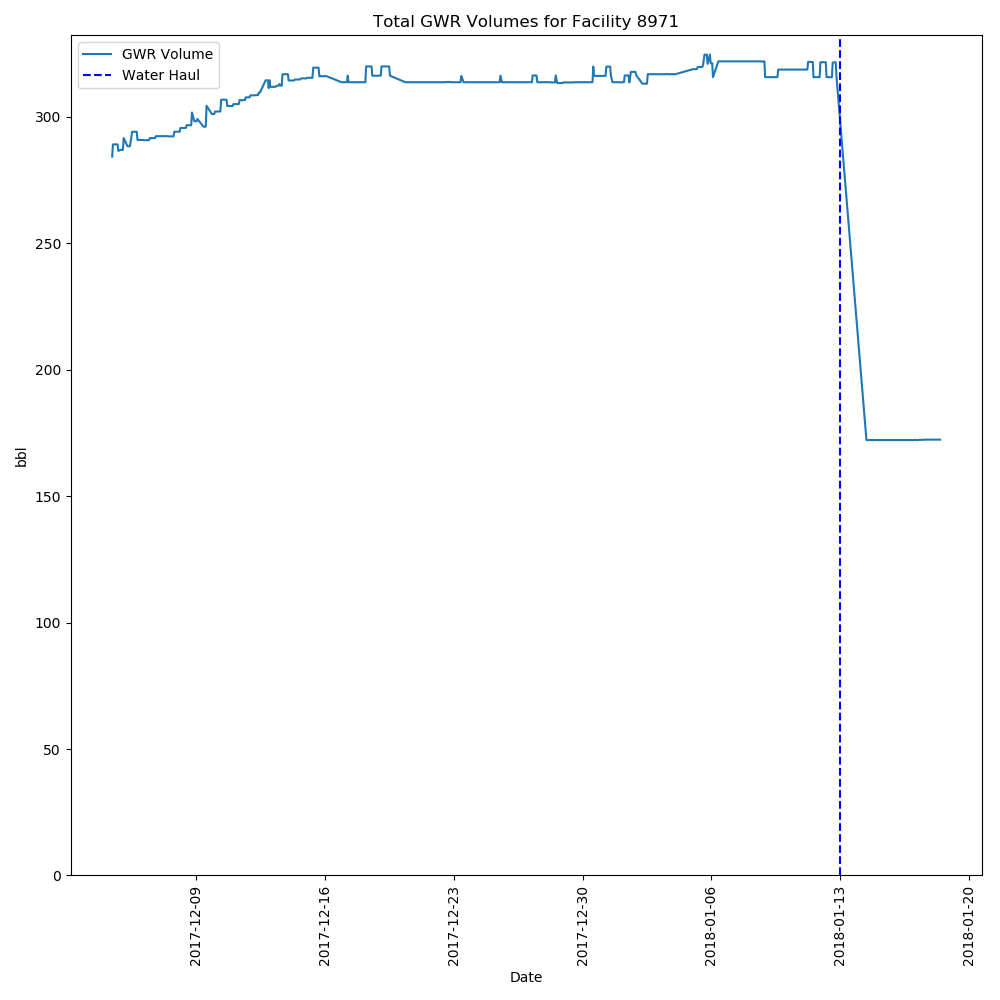 Total GWR Volumes for Facility 8971
GWR Volume
Water Haul
300
250
200
150
100
50
0
bbl
2017-12-09
2017-12-16
2017-12-23
2017-12-30
2018-01-06
2018-01-13
2018-01-20
Date